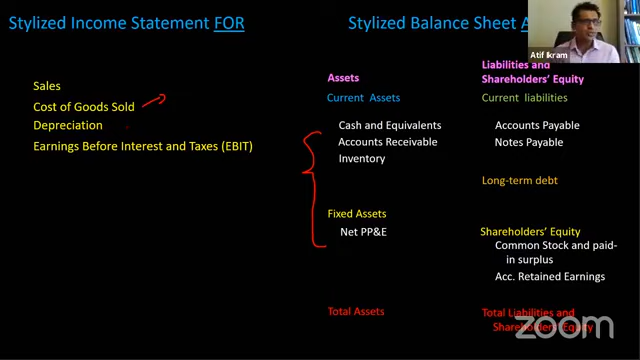 Stylized Income Statement FOR
Sales
Cost of Goods Sold
Depreciation
Earnings Before Interest and Taxes (EBIT)
Stylized Balance Sheet
Atif Ikram
Assets
Current Assets
Cash and Equivalents
Accounts Receivable
Inventory
Fixed Assets
Net PP&E
Total Assets
Liabilities and
Shareholders' Equity
Current liabilities
Accounts Payable
Notes Payable
Long-term debt
Shareholders' Equity
Common Stock and paid-
in surplus
Acc. Retained Earnings
Total Liabilities and
Shareholders' Equity
zoom